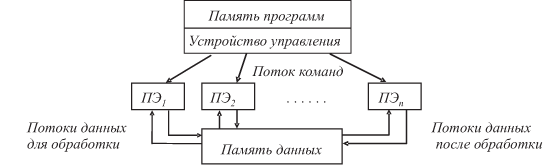 Память программ
Устройство управления
Поток команд
ПЭ1 ПЭ2 . . . . . . ПЭn
Потоки данных
для обработки
Память данных
Потоки данных
после обработки